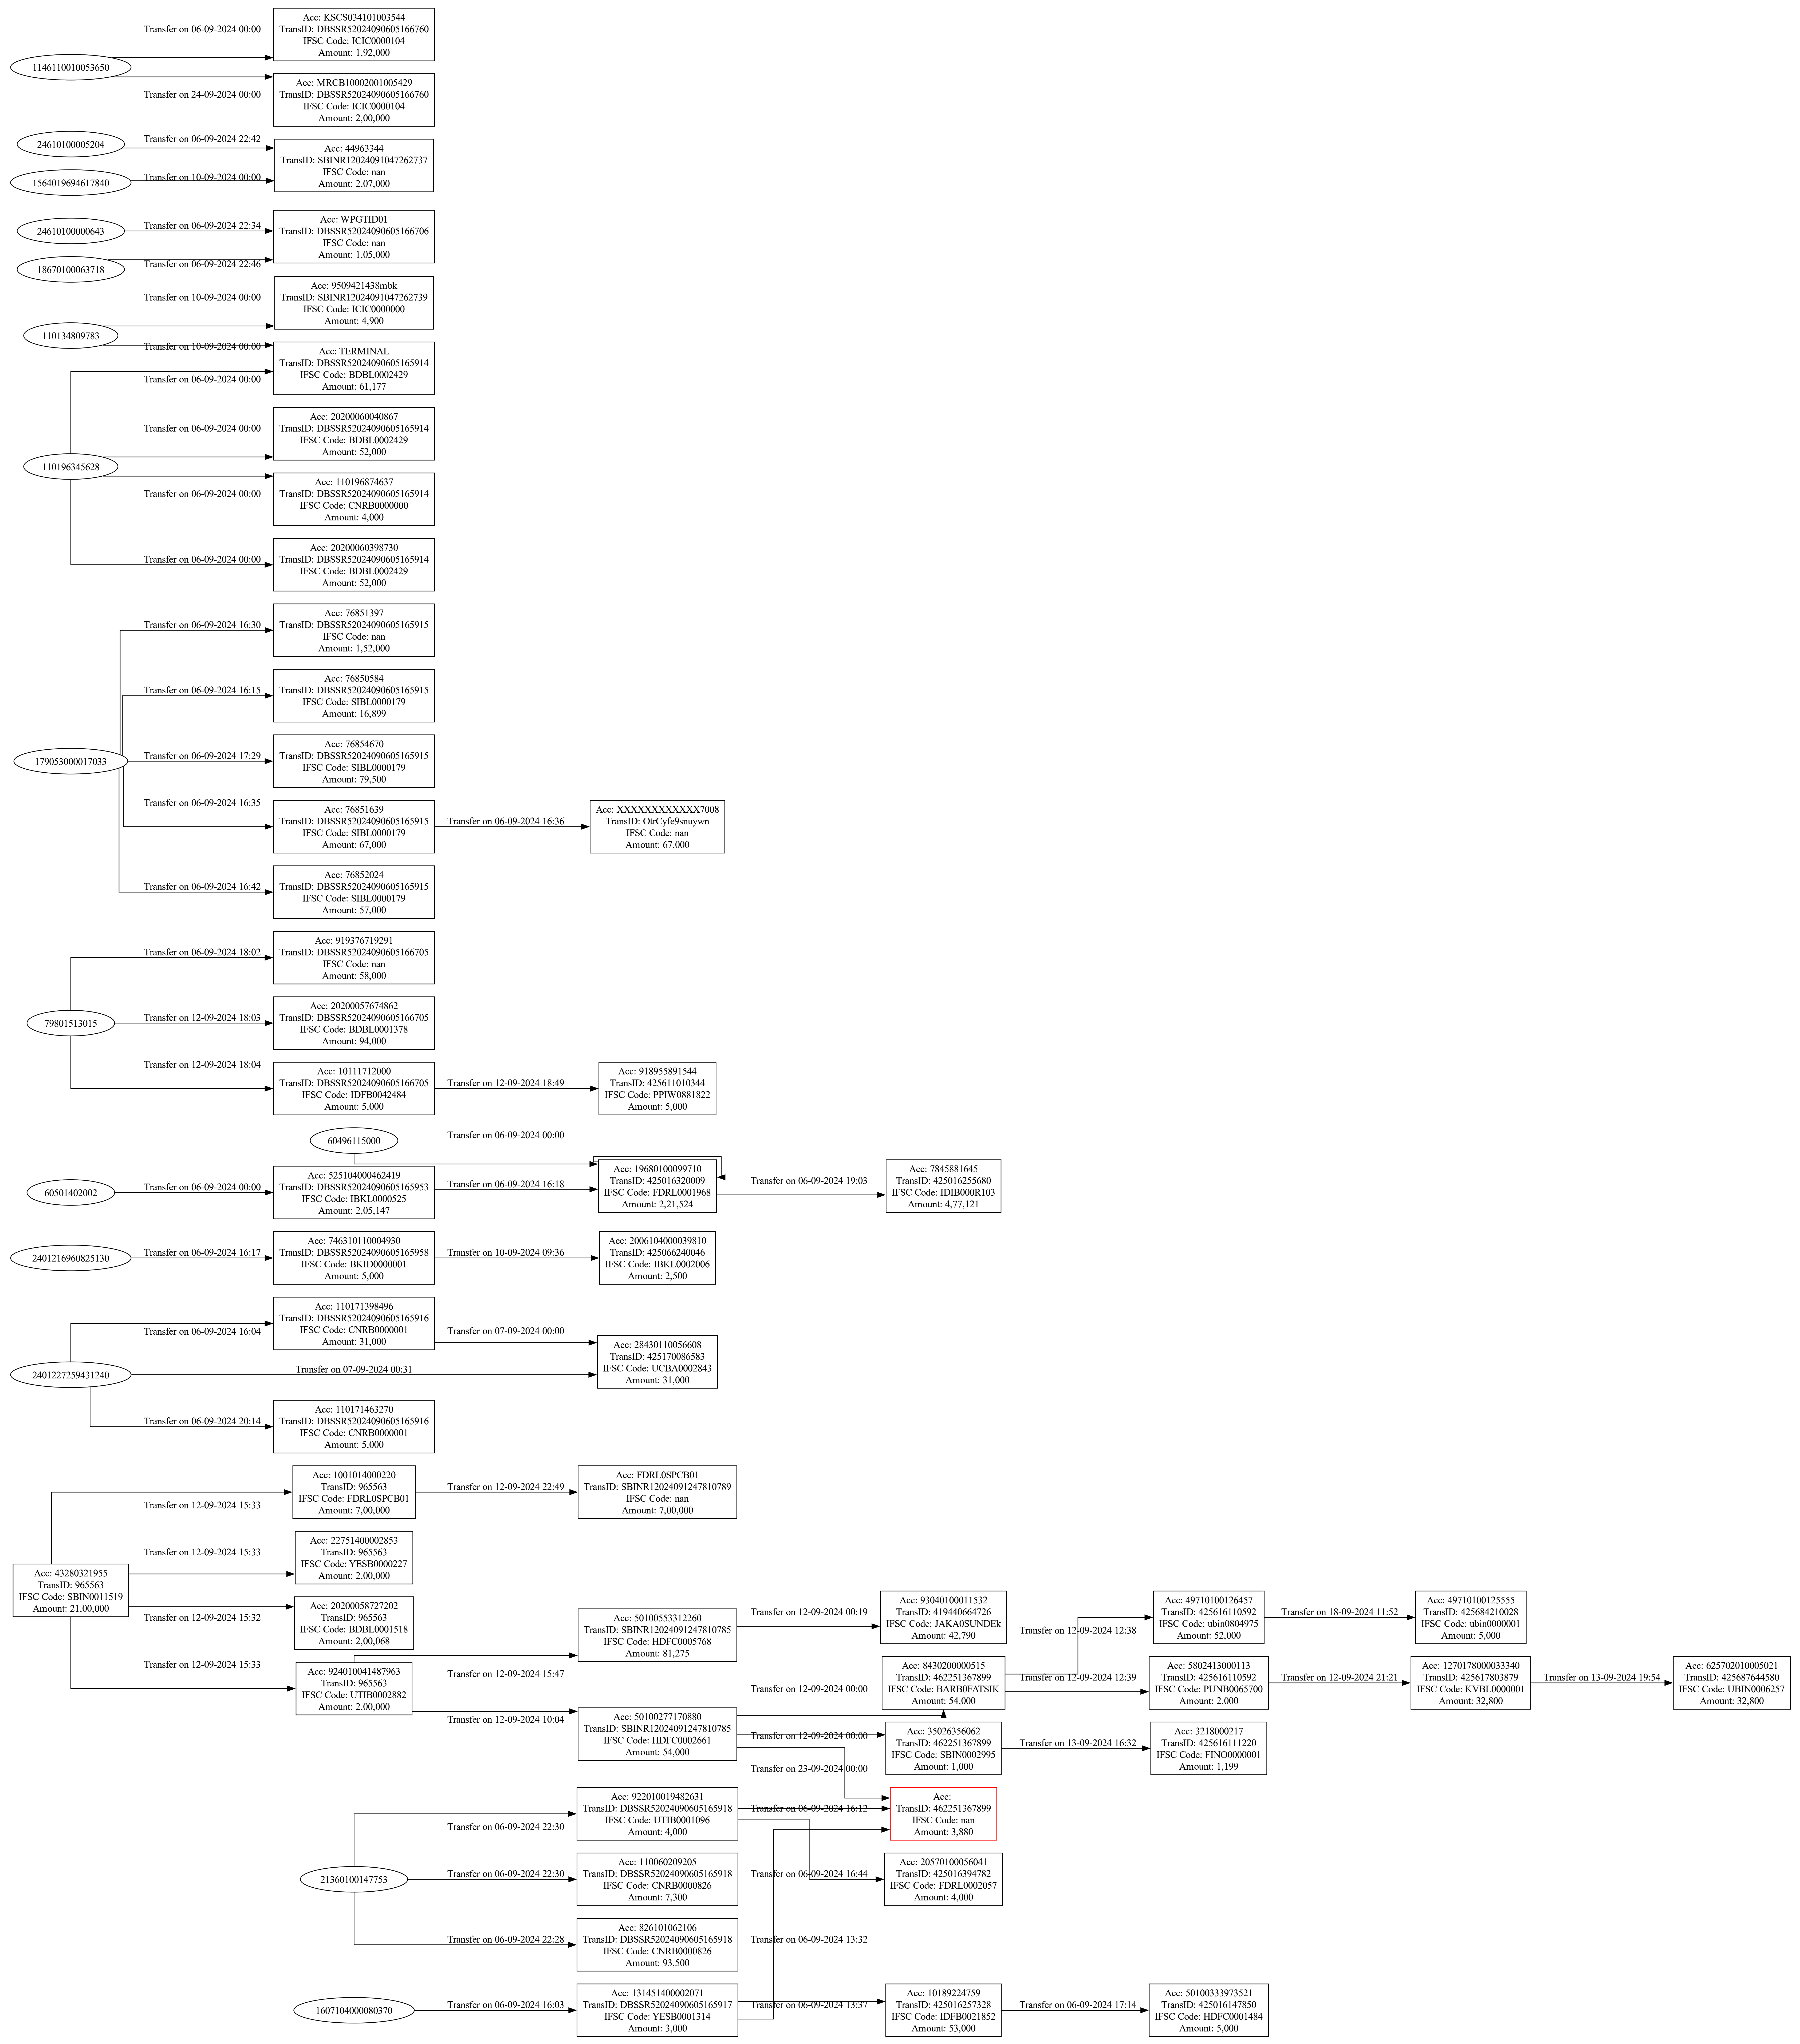 Transfer on 06-09-2024 00:00
Acc: KSCS034101003544
TransID: DBSSR52024090605166760
IFSC Code: ICIC0000104
Amount: 1,92,000
1146110010053650
Transfer on 24-09-2024 00:00
Acc: MRCB10002001005429
TransID: DBSSR52024090605166760
IFSC Code: ICIC0000104
Amount: 2,00,000
24610100005204
Transfer on 06-09-2024 22:42
1564019694617840
Transfer on 10-09-2024 00:00
Acc: 44963344
TransID: SBINR12024091047262737
IFSC Code: nan
Amount: 2,07,000
24610100000643
Transfer on 06-09-2024 22:34
18670100063718
Transfer on 06-09-2024 22:46
Acc: WPGTID01
TransID: DBSSR52024090605166706
IFSC Code: nan
Amount: 1,05,000
Transfer on 10-09-2024 00:00
Acc: 9509421438mbk
TransID: SBINR12024091047262739
IFSC Code: ICIC0000000
Amount: 4,900
110134809783
Transfer on 10-09-2024 00:00
Transfer on 06-09-2024 00:00
Acc: TERMINAL
TransID: DBSSR52024090605165914
IFSC Code: BDBL0002429
Amount: 61,177
Transfer on 06-09-2024 00:00
Acc: 20200060040867
TransID: DBSSR52024090605165914
IFSC Code: BDBL0002429
Amount: 52,000
110196345628
Transfer on 06-09-2024 00:00
Acc: 110196874637
TransID: DBSSR52024090605165914
IFSC Code: CNRB0000000
Amount: 4,000
Transfer on 06-09-2024 00:00
Acc: 20200060398730
TransID: DBSSR52024090605165914
IFSC Code: BDBL0002429
Amount: 52,000
Transfer on 06-09-2024 16:30
Acc: 76851397
TransID: DBSSR52024090605165915
IFSC Code: nan
Amount: 1,52,000
Transfer on 06-09-2024 16:15
Acc: 76850584
TransID: DBSSR52024090605165915
IFSC Code: SIBL0000179
Amount: 16,899
179053000017033
Transfer on 06-09-2024 17:29
Acc: 76854670
TransID: DBSSR52024090605165915
IFSC Code: SIBL0000179
Amount: 79,500
Transfer on 06-09-2024 16:35
Acc: 76851639
TransID: DBSSR52024090605165915
IFSC Code: SIBL0000179
Amount: 67,000
Transfer on 06-09-2024 16:36
Acc: XXXXXXXXXXXX7008
TransID: OtrCyfe9snuywn
IFSC Code: nan
Amount: 67,000
Transfer on 06-09-2024 16:42
Acc: 76852024
TransID: DBSSR52024090605165915
IFSC Code: SIBL0000179
Amount: 57,000
Transfer on 06-09-2024 18:02
Acc: 919376719291
TransID: DBSSR52024090605166705
IFSC Code: nan
Amount: 58,000
79801513015
Transfer on 12-09-2024 18:03
Acc: 20200057674862
TransID: DBSSR52024090605166705
IFSC Code: BDBL0001378
Amount: 94,000
Transfer on 12-09-2024 18:04
Acc: 10111712000
TransID: DBSSR52024090605166705
IFSC Code: IDFB0042484
Amount: 5,000
Transfer on 12-09-2024 18:49
Acc: 918955891544
TransID: 425611010344
IFSC Code: PPIW0881822
Amount: 5,000
60496115000
Transfer on 06-09-2024 00:00
60501402002
Transfer on 06-09-2024 00:00
Acc: 525104000462419
TransID: DBSSR52024090605165953
IFSC Code: IBKL0000525
Amount: 2,05,147
Transfer on 06-09-2024 16:18
Acc: 19680100099710
TransID: 425016320009
IFSC Code: FDRL0001968
Amount: 2,21,524
Transfer on 06-09-2024 19:03
Acc: 7845881645
TransID: 425016255680
IFSC Code: IDIB000R103
Amount: 4,77,121
2401216960825130
Transfer on 06-09-2024 16:17
Acc: 746310110004930
TransID: DBSSR52024090605165958
IFSC Code: BKID0000001
Amount: 5,000
Transfer on 10-09-2024 09:36
Acc: 2006104000039810
TransID: 425066240046
IFSC Code: IBKL0002006
Amount: 2,500
Transfer on 06-09-2024 16:04
Acc: 110171398496
TransID: DBSSR52024090605165916
IFSC Code: CNRB0000001
Amount: 31,000
Transfer on 07-09-2024 00:00
Acc: 28430110056608
TransID: 425170086583
IFSC Code: UCBA0002843
Amount: 31,000
2401227259431240
Transfer on 07-09-2024 00:31
Transfer on 06-09-2024 20:14
Acc: 110171463270
TransID: DBSSR52024090605165916
IFSC Code: CNRB0000001
Amount: 5,000
Transfer on 12-09-2024 15:33
Acc: 1001014000220
TransID: 965563
IFSC Code: FDRL0SPCB01
Amount: 7,00,000
Transfer on 12-09-2024 22:49
Acc: FDRL0SPCB01
TransID: SBINR12024091247810789
IFSC Code: nan
Amount: 7,00,000
Transfer on 12-09-2024 15:33
Acc: 22751400002853
TransID: 965563
IFSC Code: YESB0000227
Amount: 2,00,000
Acc: 43280321955
TransID: 965563
IFSC Code: SBIN0011519
Amount: 21,00,000
Transfer on 12-09-2024 15:32
Acc: 20200058727202
TransID: 965563
IFSC Code: BDBL0001518
Amount: 2,00,068
Transfer on 12-09-2024 15:33
Acc: 924010041487963
TransID: 965563
IFSC Code: UTIB0002882
Amount: 2,00,000
Transfer on 12-09-2024 15:47
Acc: 50100553312260
TransID: SBINR12024091247810785
IFSC Code: HDFC0005768
Amount: 81,275
Transfer on 12-09-2024 00:19
Acc: 93040100011532
TransID: 419440664726
IFSC Code: JAKA0SUNDEk
Amount: 42,790
Transfer on 12-09-2024 12:38
Acc: 49710100126457
TransID: 425616110592
IFSC Code: ubin0804975
Amount: 52,000
Transfer on 18-09-2024 11:52
Acc: 49710100125555
TransID: 425684210028
IFSC Code: ubin0000001
Amount: 5,000
Transfer on 12-09-2024 00:00
Acc: 8430200000515
TransID: 462251367899
IFSC Code: BARB0FATSIK
Amount: 54,000
Transfer on 12-09-2024 12:39
Acc: 5802413000113
TransID: 425616110592
IFSC Code: PUNB0065700
Amount: 2,000
Transfer on 12-09-2024 21:21
Acc: 1270178000033340
TransID: 425617803879
IFSC Code: KVBL0000001
Amount: 32,800
Transfer on 13-09-2024 19:54
Acc: 625702010005021
TransID: 425687644580
IFSC Code: UBIN0006257
Amount: 32,800
Transfer on 12-09-2024 10:04
Acc: 50100277170880
TransID: SBINR12024091247810785
IFSC Code: HDFC0002661
Amount: 54,000
Transfer on 12-09-2024 00:00
Acc: 35026356062
TransID: 462251367899
IFSC Code: SBIN0002995
Amount: 1,000
Transfer on 13-09-2024 16:32
Acc: 3218000217
TransID: 425616111220
IFSC Code: FINO0000001
Amount: 1,199
Transfer on 23-09-2024 00:00
Transfer on 06-09-2024 22:30
Acc: 922010019482631
TransID: DBSSR52024090605165918
IFSC Code: UTIB0001096
Amount: 4,000
Transfer on 06-09-2024 16:12
Acc:
TransID: 462251367899
IFSC Code: nan
Amount: 3,880
21360100147753
Transfer on 06-09-2024 22:30
Acc: 110060209205
TransID: DBSSR52024090605165918
IFSC Code: CNRB0000826
Amount: 7,300
Transfer on 06-09-2024 16:44
Acc: 20570100056041
TransID: 425016394782
IFSC Code: FDRL0002057
Amount: 4,000
Transfer on 06-09-2024 22:28
Acc: 826101062106
TransID: DBSSR52024090605165918
IFSC Code: CNRB0000826
Amount: 93,500
Transfer on 06-09-2024 13:32
1607104000080370
Transfer on 06-09-2024 16:03
Acc: 131451400002071
TransID: DBSSR52024090605165917
IFSC Code: YESB0001314
Amount: 3,000
Transfer on 06-09-2024 13:37
Acc: 10189224759
TransID: 425016257328
IFSC Code: IDFB0021852
Amount: 53,000
Transfer on 06-09-2024 17:14
Acc: 50100333973521
TransID: 425016147850
IFSC Code: HDFC0001484
Amount: 5,000